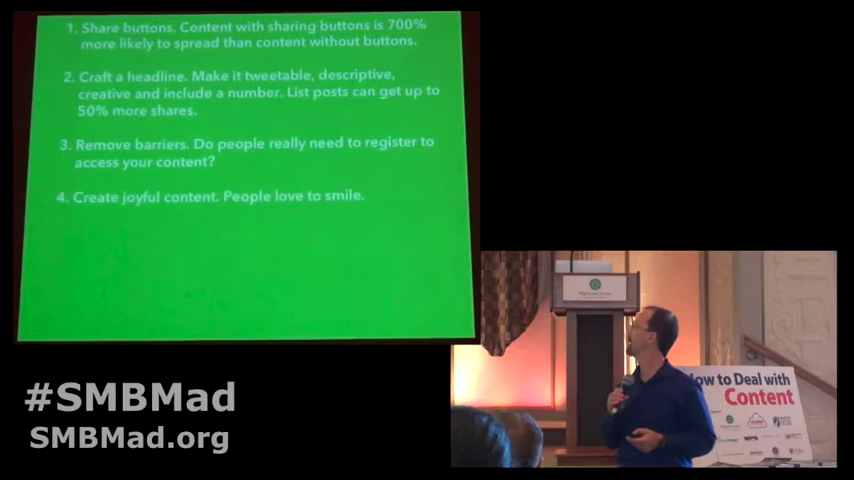 1. Share buttons. Content with sharing buttons is 700%
more likely to spread than content without buttons.
2. Craft a headline. Make it tweetable, descriptive,
creative and include a number. List posts can get up to
50% more shares.
3. Remove barriers. Do people really need to register to
access your content?
4. Create joyful content. People love to smile.
#SMBMad
SMBMad.org
ow to Deal with
Content